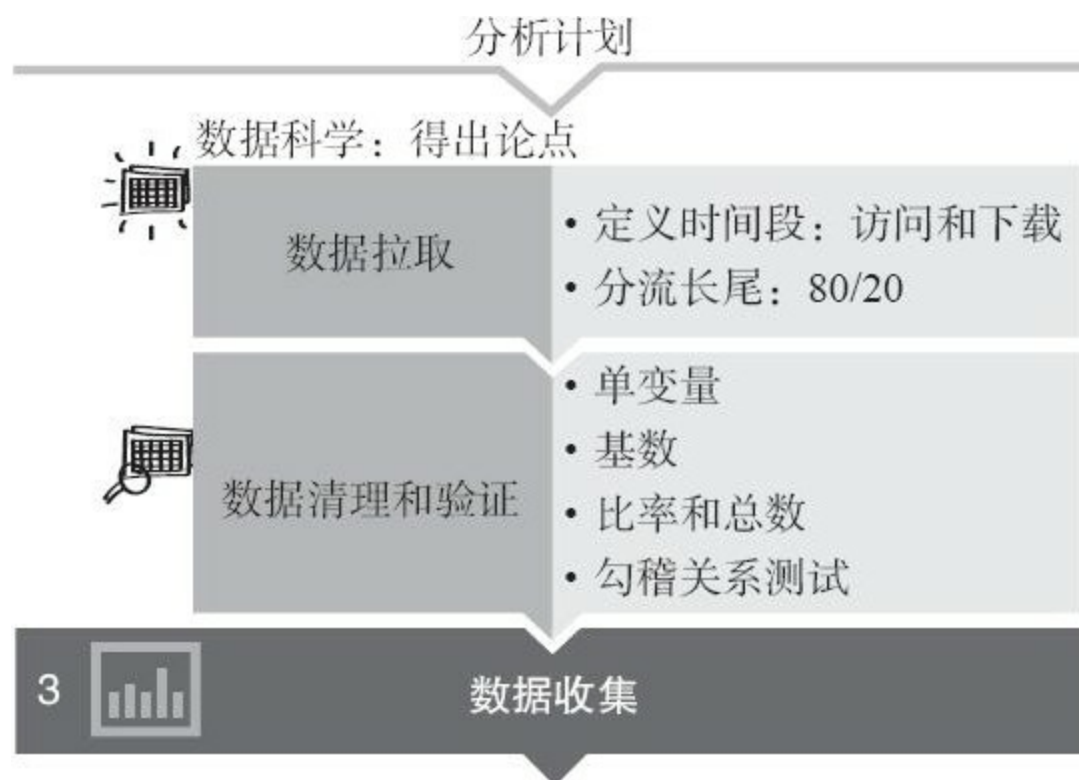 分析计划
数据科学：得出论点
数据拉取
• 定义时间段：访问和下载
• 分流长尾：80/20
数据清理和验证
• 单变量
• 基数
• 比率和总数
• 勾稽关系测试
3 数据收集